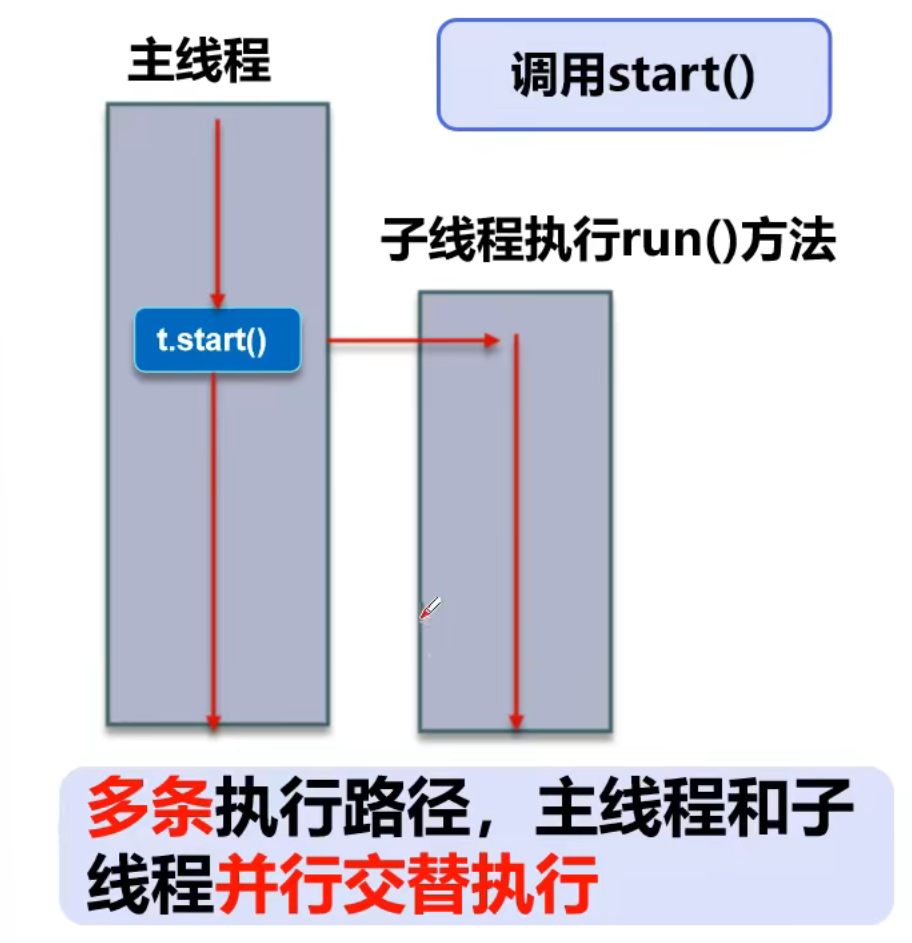 主线程
调用start()
子线程执行run()方法
t.start()
多条执行路径，主线程和子
线程并行交替执行